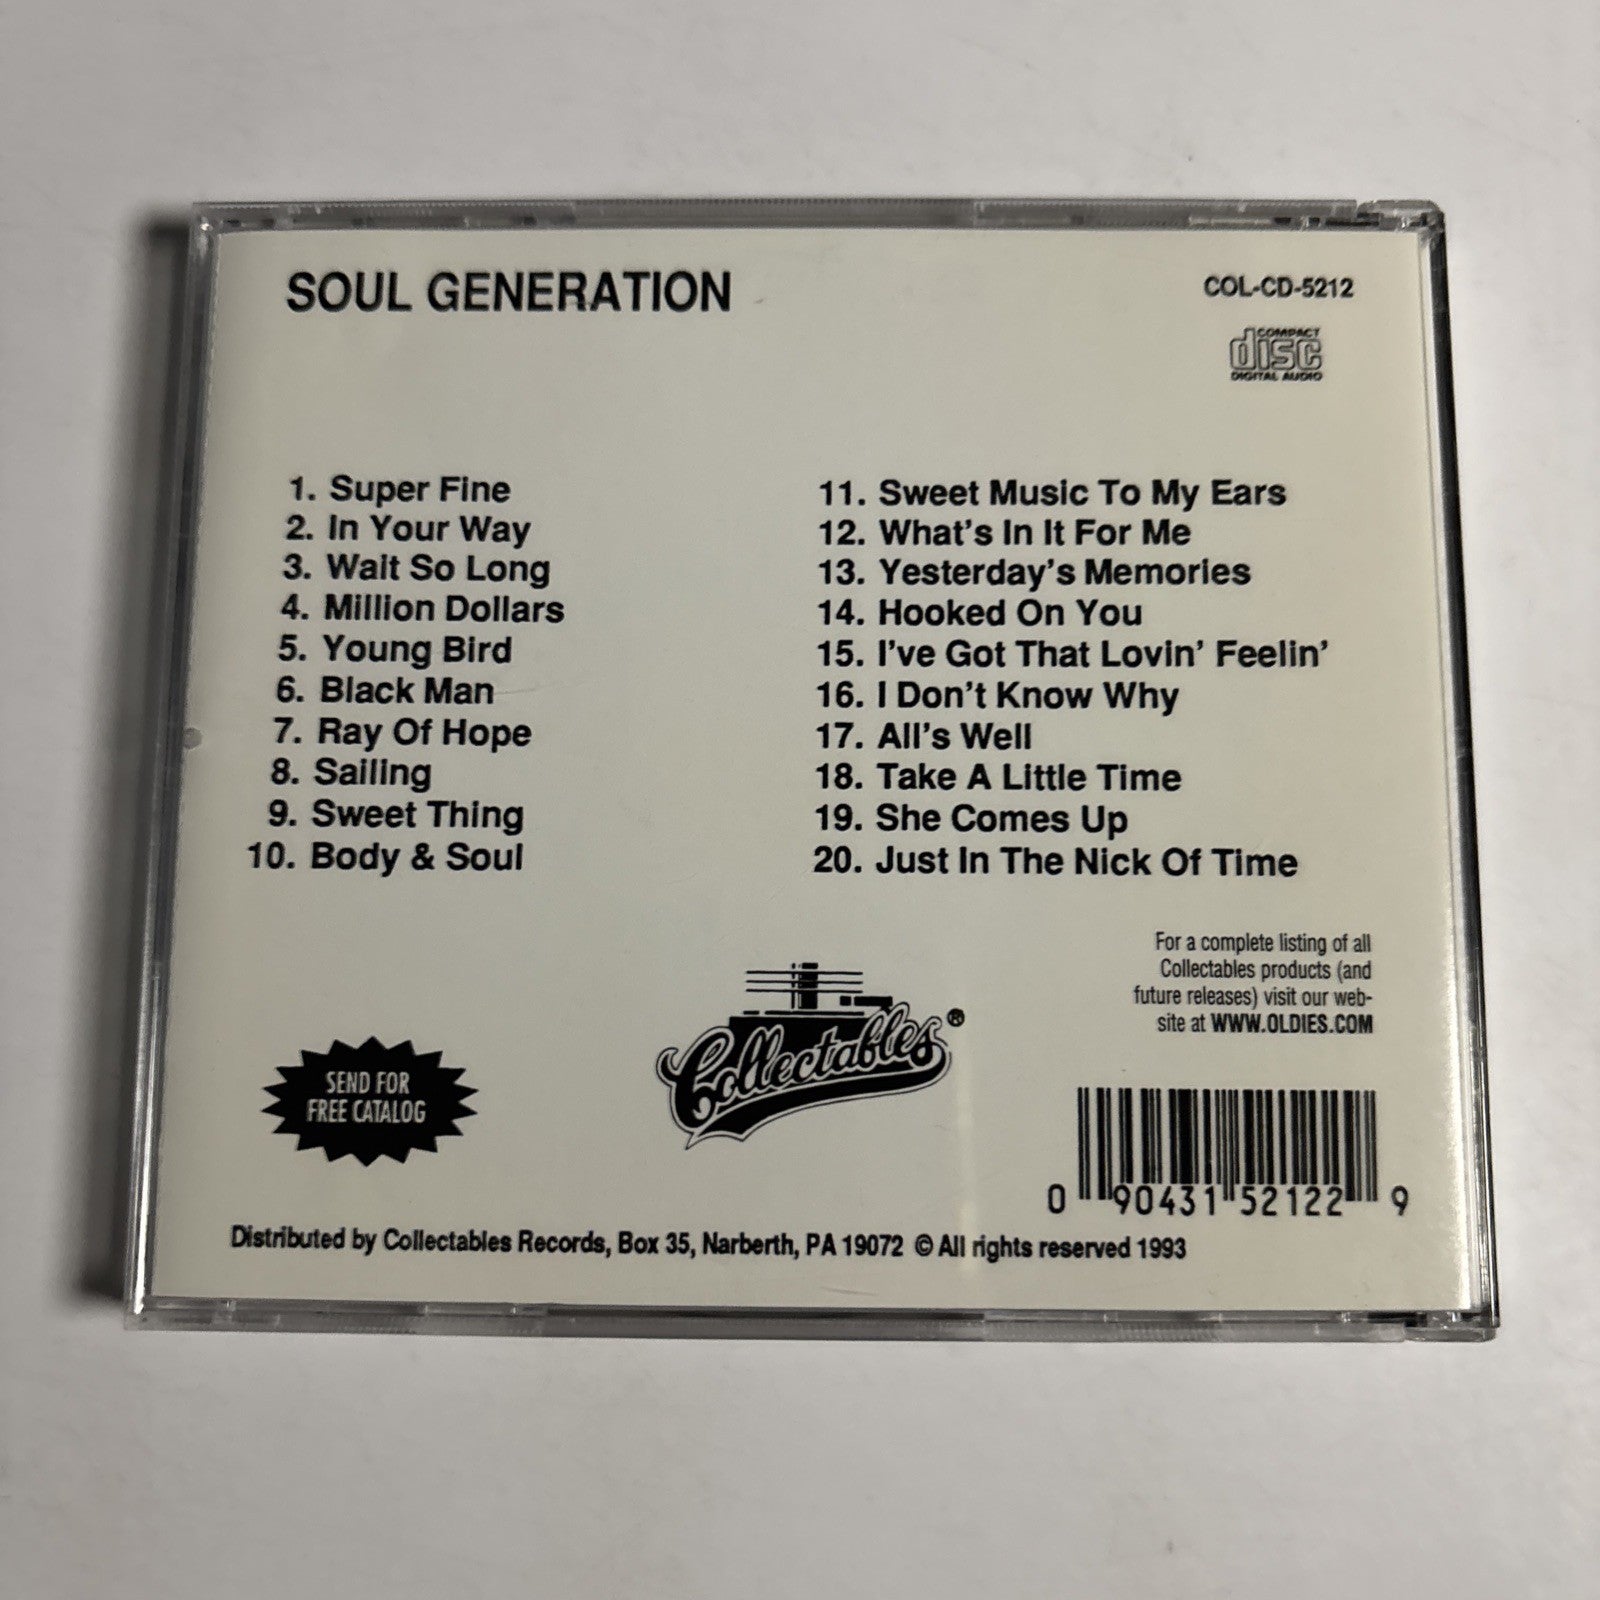 SOUL GENERATION
COL-CD-5212
COMPACT
disc
DIGITAL AUDIO
1. Super Fine
2. In Your Way
3. Wait So Long
4. Million Dollars
5. Young Bird
6. Black Man
7. Ray Of Hope
8. Sailing
9. Sweet Thing
10. Body & Soul
11. Sweet Music To My Ears
12. What's In It For Me
13. Yesterday's Memories
14. Hooked On You
15. I've Got That Lovin' Feelin'
16. I Don't Know Why
17. All's Well
18. Take A Little Time
19. She Comes Up
20. Just In The Nick Of Time
For a complete listing of all
Collectables products (and
future releases) visit our web-
site at WWW.OLDIES.COM
SEND FOR
FREE CATALOG
Collectables®
0 90431 52122 9
Distributed by Collectables Records, Box 35, Narberth, PA 19072 © All rights reserved 1993